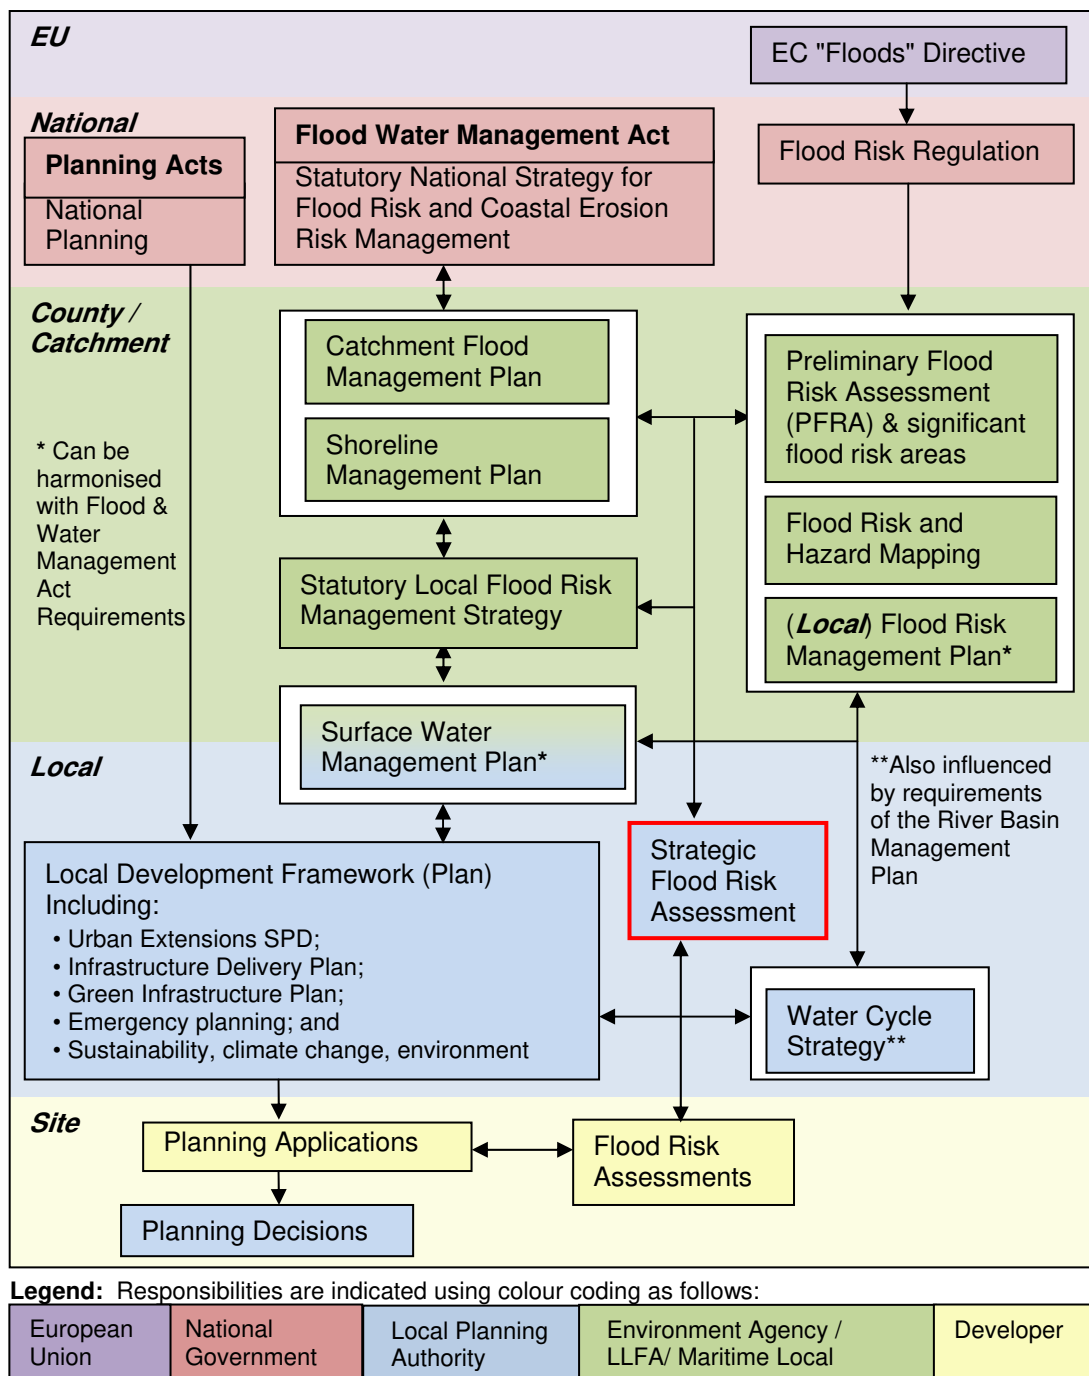 EU
EC "Floods" Directive
National
Planning Acts
National
Planning
Flood Water Management Act
Statutory National Strategy for
Flood Risk and Coastal Erosion
Risk Management
Flood Risk Regulation
County /
Catchment
* Can be
harmonised
with Flood &
Water
Management
Act
Requirements
Catchment Flood
Management Plan
Shoreline
Management Plan
Statutory Local Flood Risk
Management Strategy
Surface Water
Management Plan*
Preliminary Flood
Risk Assessment
(PFRA) & significant
flood risk areas
Flood Risk and
Hazard Mapping
(Local) Flood Risk
Management Plan*
Local
**Also influenced
by requirements
of the River Basin
Management
Plan
Local Development Framework (Plan)
Including:
• Urban Extensions SPD;
• Infrastructure Delivery Plan;
• Green Infrastructure Plan;
• Emergency planning; and
• Sustainability, climate change, environment
Strategic
Flood Risk
Assessment
Water Cycle
Strategy**
Site
Planning Applications
Flood Risk
Assessments
Planning Decisions
Legend: Responsibilities are indicated using colour coding as follows:
European
Union
National
Government
Local Planning
Authority
Environment Agency /
LLFA/ Maritime Local
Developer